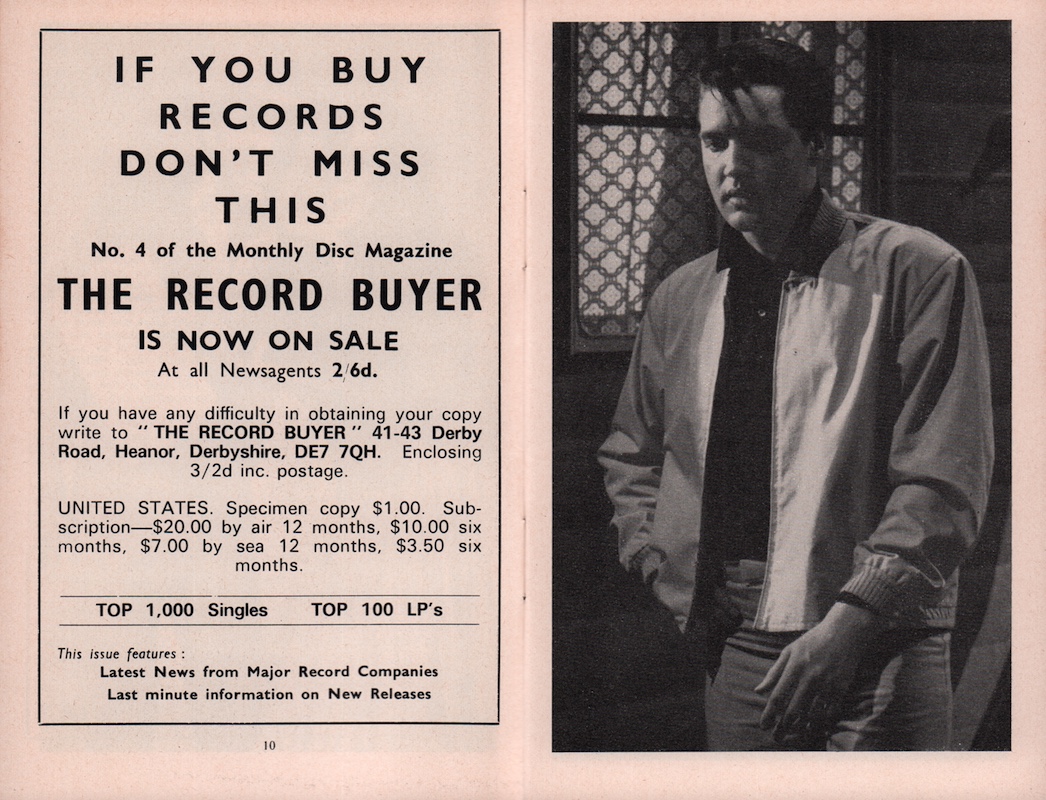 IF YOU BUY
RECORDS
DON'T MISS
THIS
No. 4 of the Monthly Disc Magazine
THE RECORD BUYER
IS NOW ON SALE
At all Newsagents 2/6d.
If you have any difficulty in obtaining your copy
write to "THE RECORD BUYER" 41-43 Derby
Road, Heanor, Derbyshire, DE7 7QH. Enclosing
3/2d inc. postage.
UNITED STATES. Specimen copy $1.00. Sub-
scription—$20.00 by air 12 months, $10.00 six
months, $7.00 by sea 12 months, $3.50 six
months.
TOP 1,000 Singles TOP 100 LP's
This issue features :
Latest News from Major Record Companies
Last minute information on New Releases
10